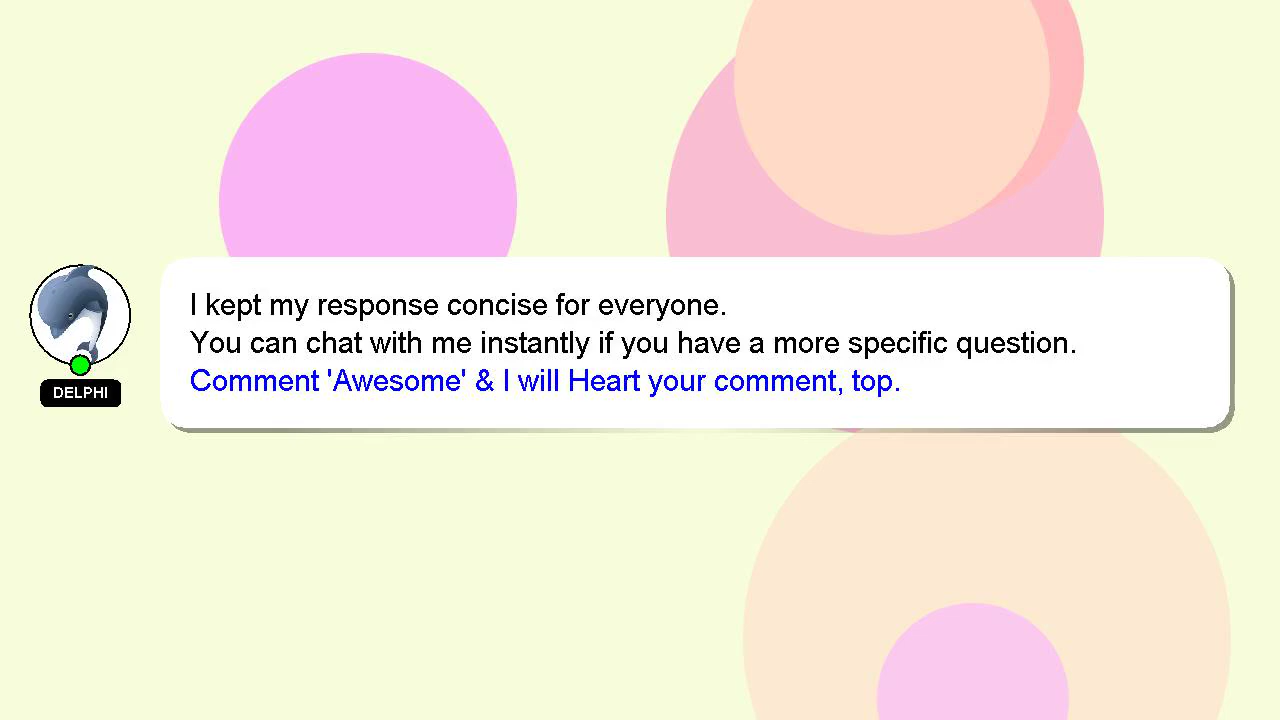 I kept my response concise for everyone.
You can chat with me instantly if you have a more specific question.
Comment 'Awesome' & I will Heart your comment, top.
DELPHI